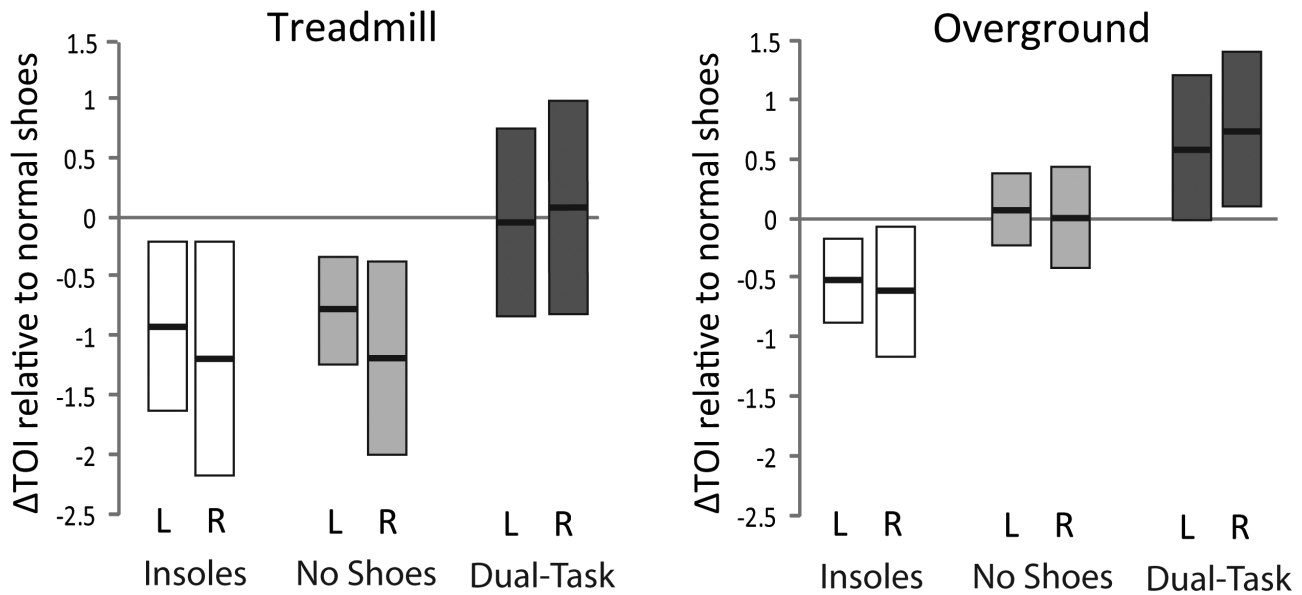 Treadmill
ΔTOI relative to normal shoes
1.5
1
0.5
0
-0.5
-1
-1.5
-2
-2.5
L R L R L R
Insoles No Shoes Dual-Task
Overground
ΔTOI relative to normal shoes
1.5
1
0.5
0
-0.5
-1
-1.5
-2
-2.5
L R L R L R
Insoles No Shoes Dual-Task